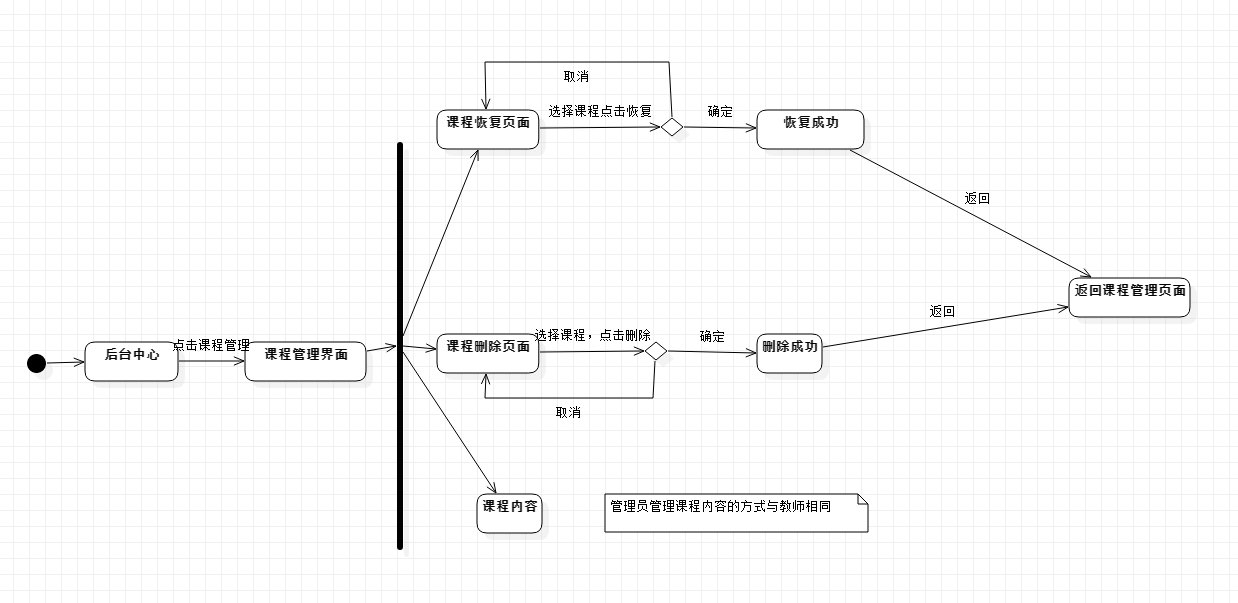 取消
选择课程点击恢复
确定
课程恢复页面
恢复成功
返回
返回课程管理页面
返回
选择课程，点击删除
确定
点击课程管理
后台中心
课程管理界面
课程删除页面
删除成功
取消
课程内容
管理员管理课程内容的方式与教师相同